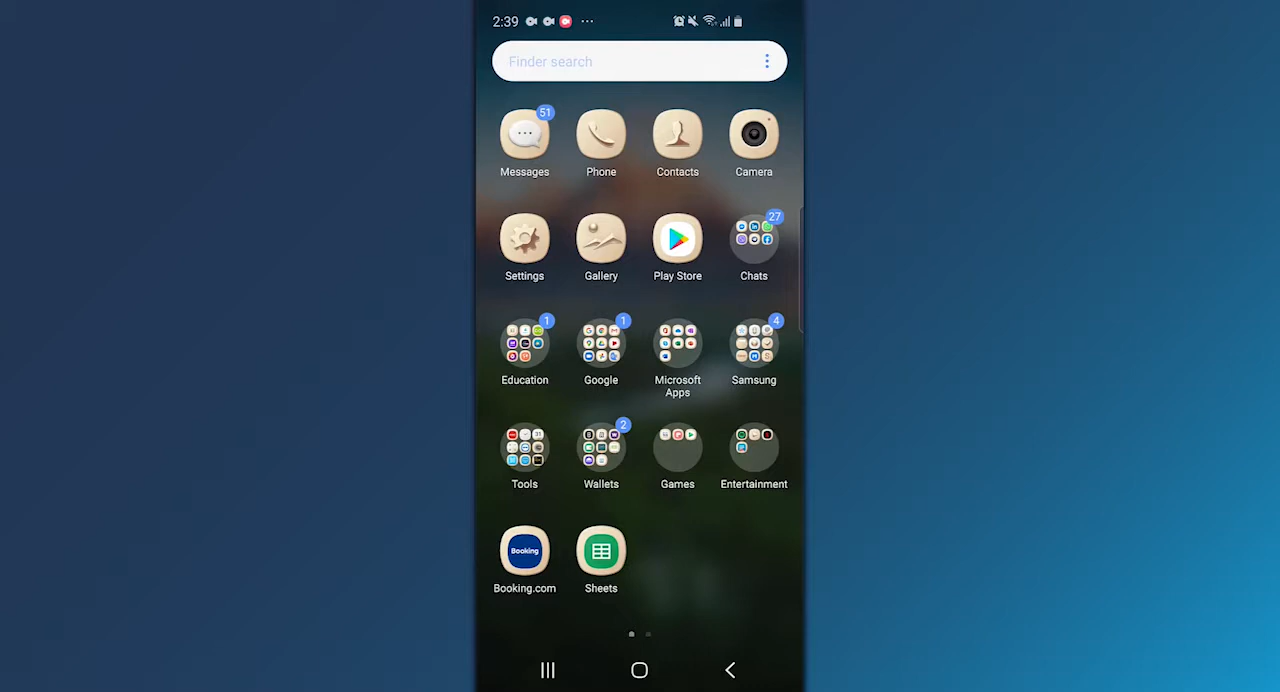 2:39
Finder search
51
Messages
Phone
Contacts
Camera
27
Settings
Gallery
Play Store
Chats
1
1
4
Education
Google
Microsoft
Apps
Samsung
2
Tools
Wallets
Games
Entertainment
Booking
Booking.com
Sheets